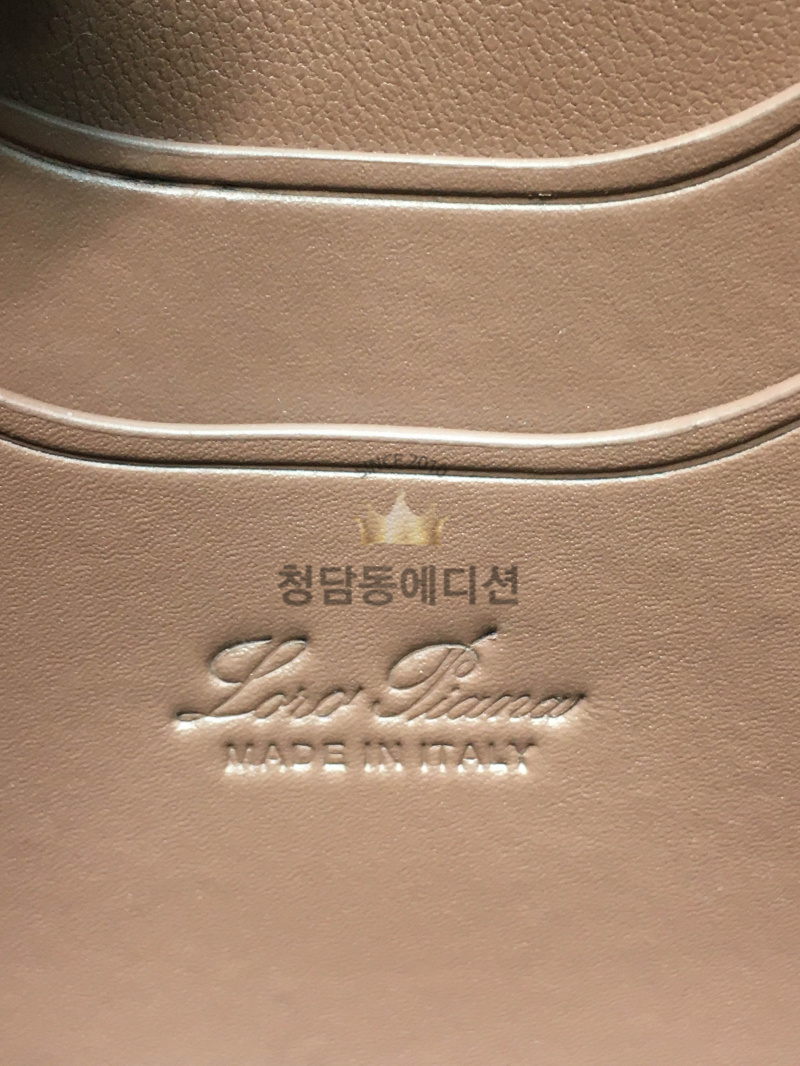 SINCE 2010
청담동에디션
Loro Piana
MADE IN ITALY